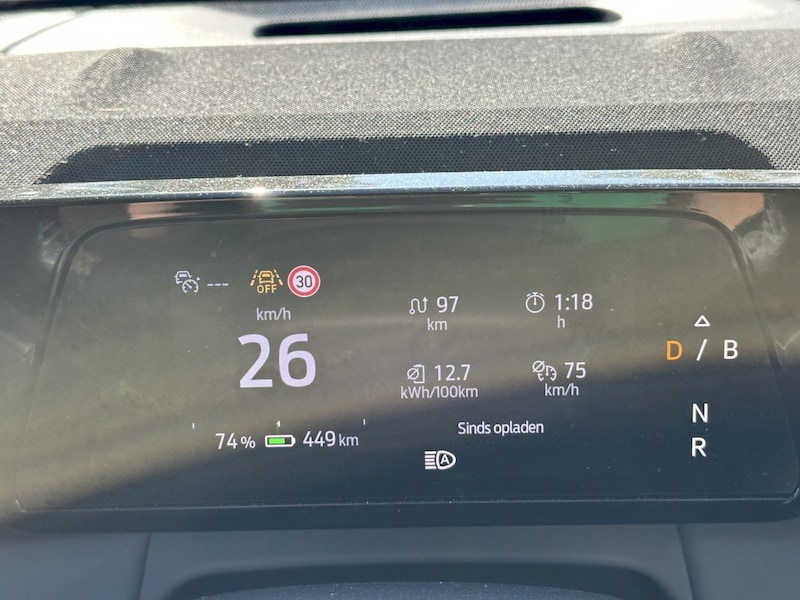 --- OFF 30
km/h
26
74% 449 km
97
km
1:18
h
12.7
kWh/100km
75
km/h
Sinds opladen
A
D / B
N
R